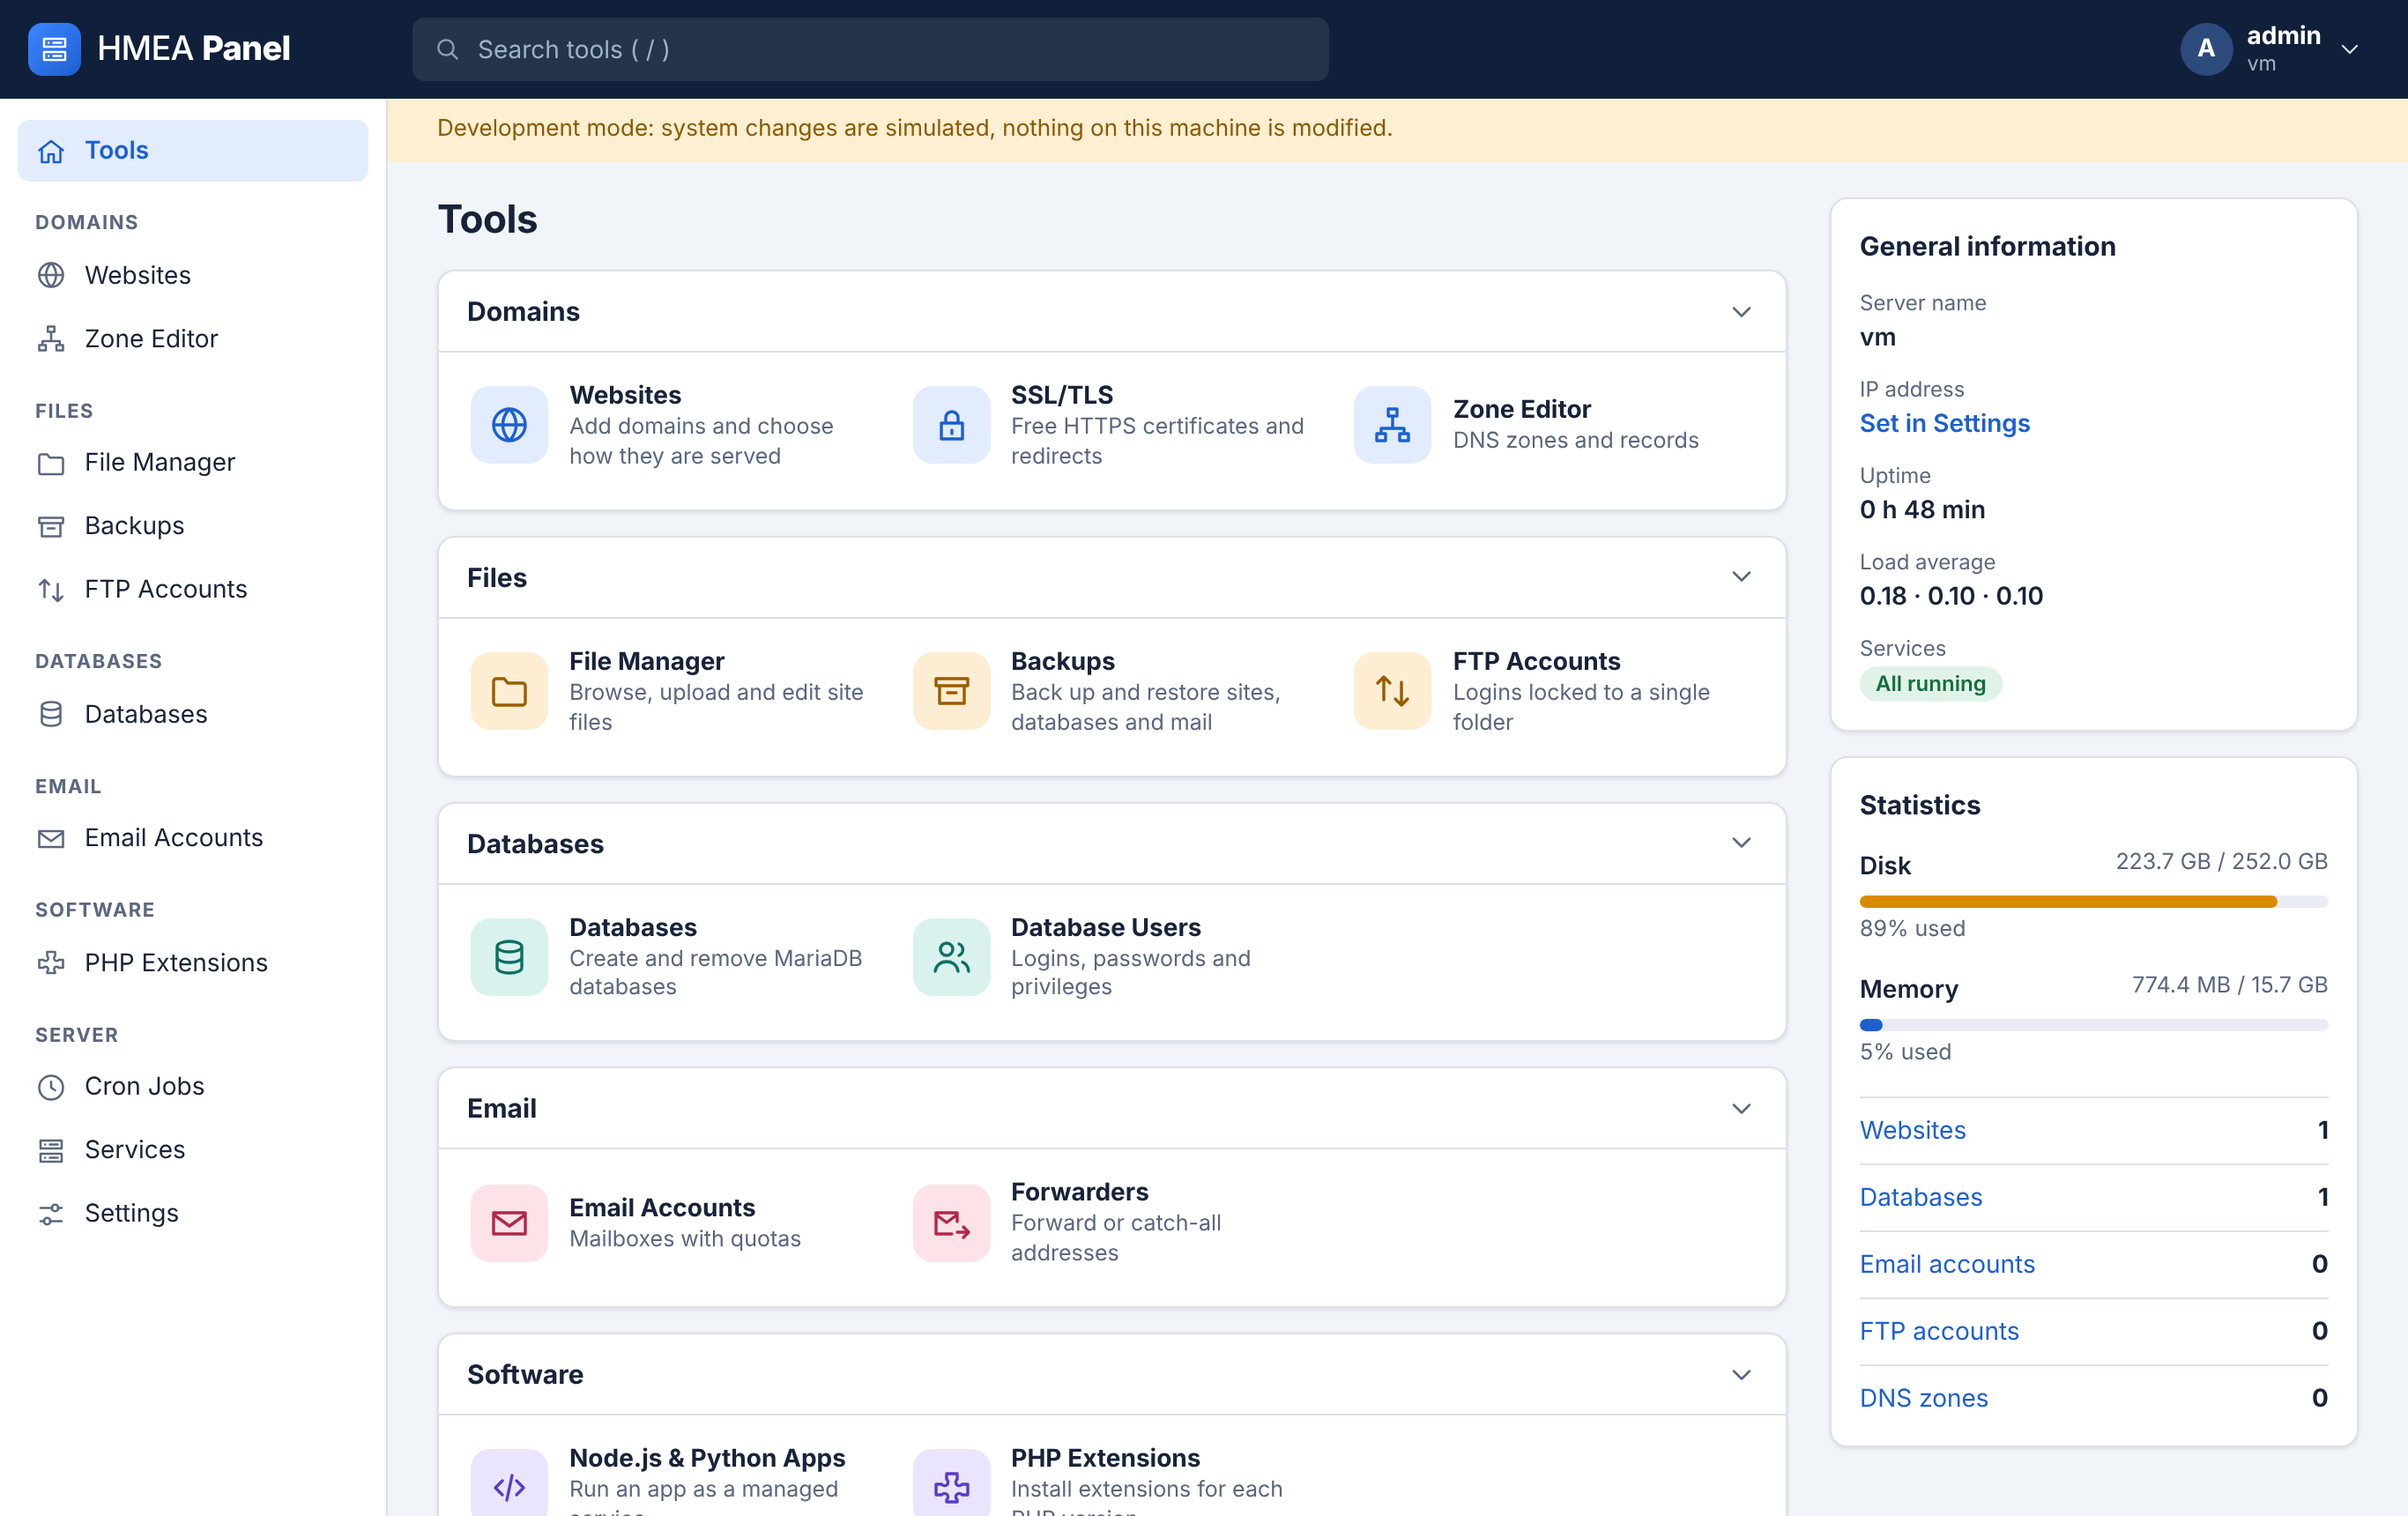 HMEA Panel
Search tools ( / )
A
admin
vm
Tools
DOMAINS
Websites
Zone Editor
FILES
File Manager
Backups
FTP Accounts
DATABASES
Databases
EMAIL
Email Accounts
SOFTWARE
PHP Extensions
SERVER
Cron Jobs
Services
Settings
Development mode: system changes are simulated, nothing on this machine is modified.
Tools
Domains
Websites
Add domains and choose
how they are served
SSL/TLS
Free HTTPS certificates and
redirects
Zone Editor
DNS zones and records
Files
File Manager
Browse, upload and edit site
files
Backups
Back up and restore sites,
databases and mail
FTP Accounts
Logins locked to a single
folder
Databases
Databases
Create and remove MariaDB
databases
Database Users
Logins, passwords and
privileges
Email
Email Accounts
Mailboxes with quotas
Forwarders
Forward or catch-all
addresses
Software
Node.js & Python Apps
Run an app as a managed
PHP Extensions
Install extensions for each
General information
Server name
vm
IP address
Set in Settings
Uptime
0 h 48 min
Load average
0.18 · 0.10 · 0.10
Services
All running
Statistics
Disk
223.7 GB / 252.0 GB
89% used
Memory
774.4 MB / 15.7 GB
5% used
Websites
1
Databases
1
Email accounts
0
FTP accounts
0
DNS zones
0